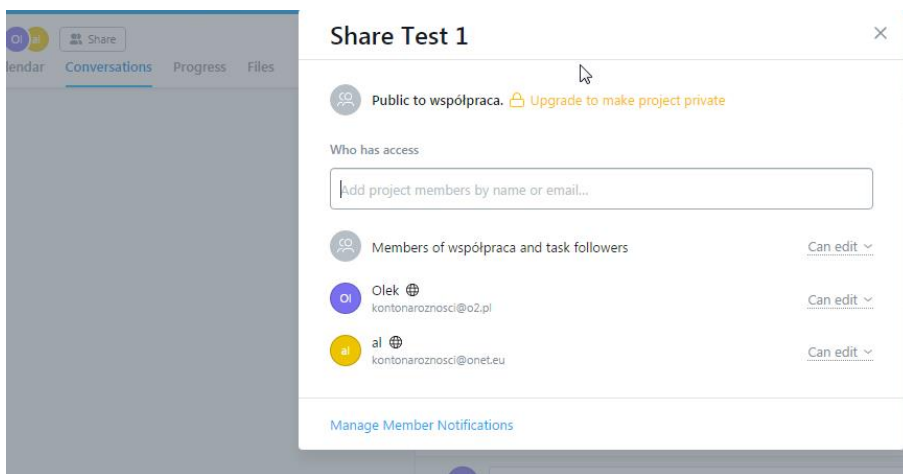 Ol al Share
lendar Conversations Progress Files
Share Test 1
Public to współpraca. Upgrade to make project private
Who has access
Add project members by name or email...
Members of współpraca and task followers Can edit
Ol Olek Can edit
kontonaroznosci@o2.pl
al al Can edit
kontonaroznosci@onet.eu
Manage Member Notifications